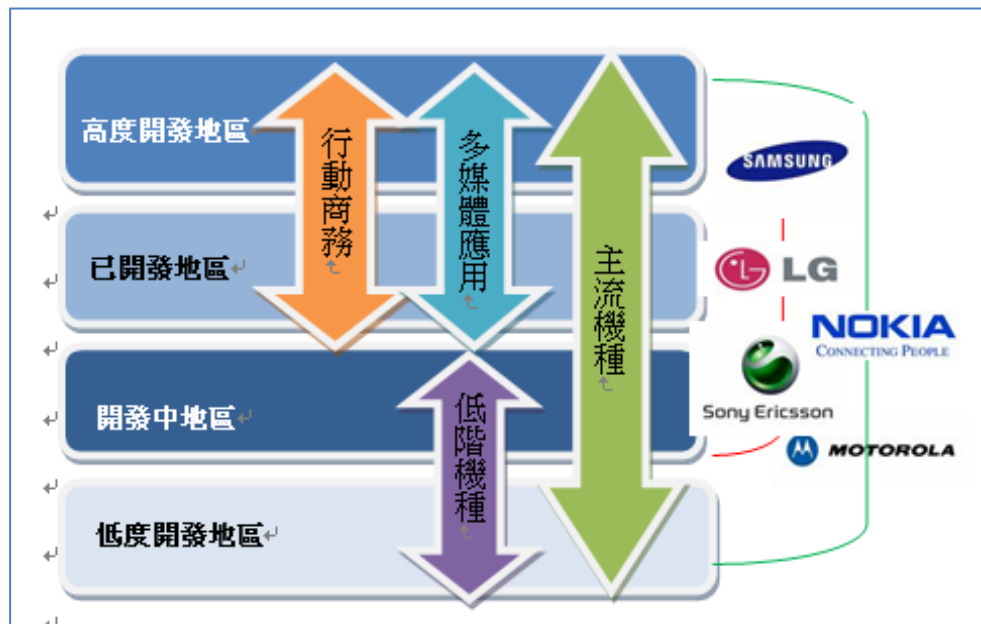 高度開發地區
行動商務
多媒體應用
主流機種
SAMSUNG
已開發地區
LG
NOKIA
CONNECTING PEOPLE
開發中地區
低階機種
Sony Ericsson
MOTOROLA
低度開發地區